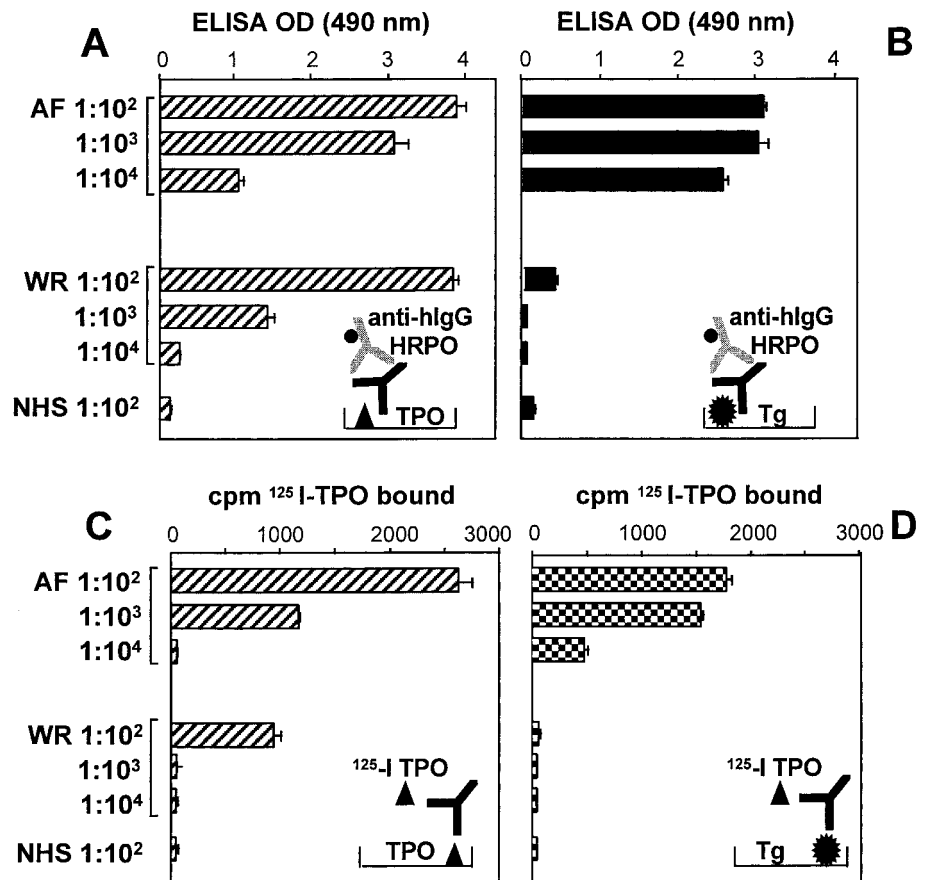 ELISA OD (490 nm)
A
0 1 2 3 4
AF 1:10²
1:10³
1:10⁴
WR 1:10²
1:10³
1:10⁴
NHS 1:10²
anti-hIgG
HRPO
TPO
ELISA OD (490 nm)
B
0 1 2 3 4
anti-hIgG
HRPO
Tg
cpm ¹²⁵ I-TPO bound
C
0 1000 2000 3000
AF 1:10²
1:10³
1:10⁴
WR 1:10²
1:10³
1:10⁴
NHS 1:10²
¹²⁵-I TPO
TPO
cpm ¹²⁵ I-TPO bound
D
0 1000 2000 3000
¹²⁵-I TPO
Tg